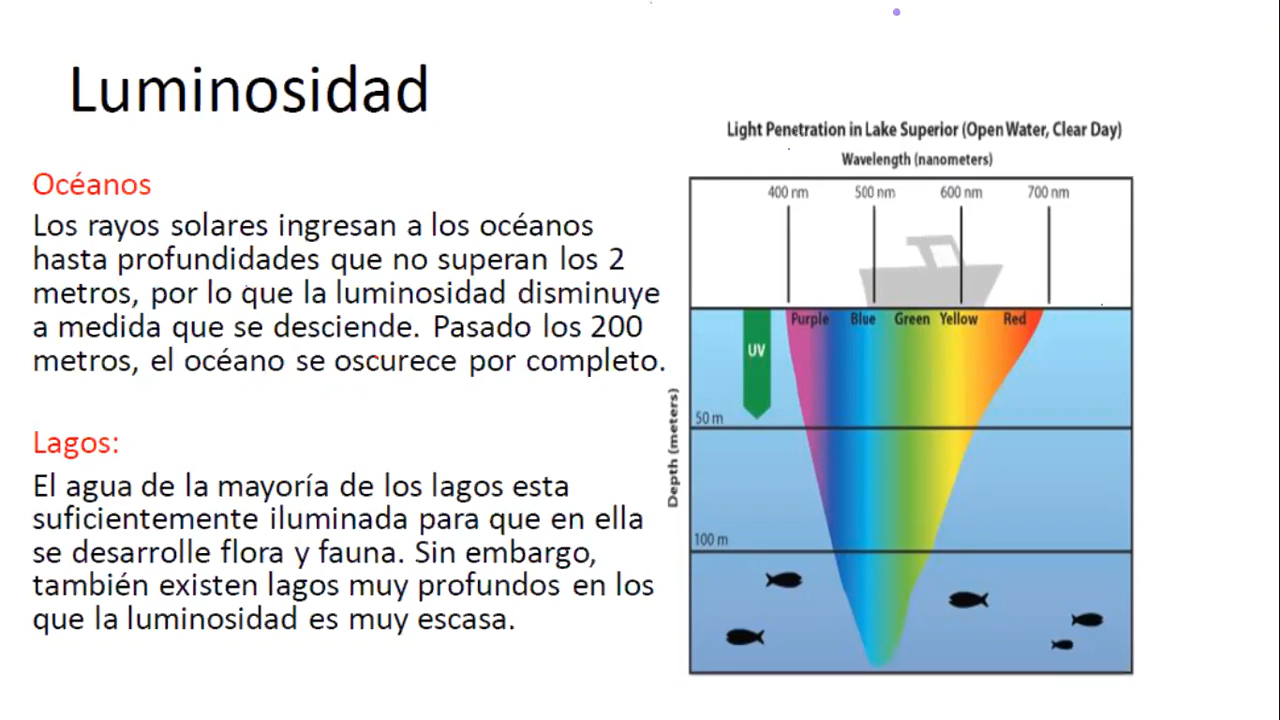 Luminosidad
Océanos
Los rayos solares ingresan a los océanos
hasta profundidades que no superan los 2
metros, por lo que la luminosidad disminuye
a medida que se desciende. Pasado los 200
metros, el océano se oscurece por completo.
Lagos:
El agua de la mayoría de los lagos esta
suficientemente iluminada para que en ella
se desarrolle flora y fauna. Sin embargo,
también existen lagos muy profundos en los
que la luminosidad es muy escasa.
Light Penetration in Lake Superior (Open Water, Clear Day)
Wavelength (nanometers)
400 nm 500 nm 600 nm 700 nm
Purple Blue Green Yellow Red
UV
Depth (meters)
50 m
100 m